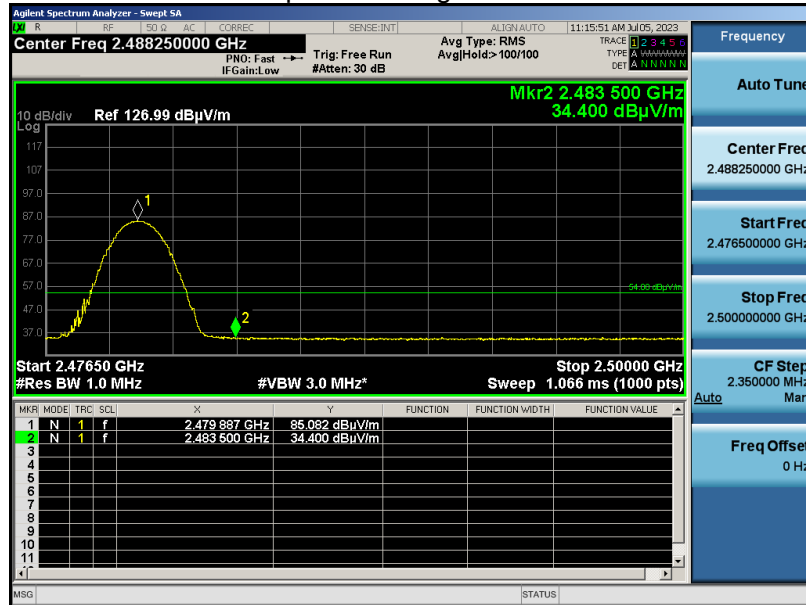 Agilent Spectrum Analyzer - Swept SA
LXI R RF 50 Ω AC CORREC SENSE:INT ALIGN AUTO 11:15:51 AM Jul 05, 2023
Center Freq 2.488250000 GHz
PNO: Fast
IFGain:Low
Trig: Free Run
#Atten: 30 dB
Avg Type: RMS
Avg|Hold:>100/100
TRACE 1 2 3 4 5 6
TYPE A WWWWW
DET A N N N N N
Mkr2 2.483 500 GHz
34.400 dBμV/m
10 dB/div Ref 126.99 dBμV/m
Log
117
107
97.0
87.0
77.0
67.0
57.0
47.0
37.0
1
2
54.00 dBμV/m
Start 2.47650 GHz Stop 2.50000 GHz
#Res BW 1.0 MHz #VBW 3.0 MHz* Sweep 1.066 ms (1000 pts)
MKR MODE TRC SCL X Y FUNCTION FUNCTION WIDTH FUNCTION VALUE
1 N 1 f 2.479 887 GHz 85.082 dBμV/m
2 N 1 f 2.483 500 GHz 34.400 dBμV/m
3
4
5
6
7
8
9
10
11
MSG STATUS
Frequency
Auto Tune
Center Freq
2.488250000 GHz
Start Freq
2.476500000 GHz
Stop Freq
2.500000000 GHz
CF Step
2.350000 MHz
Auto Man
Freq Offset
0 Hz